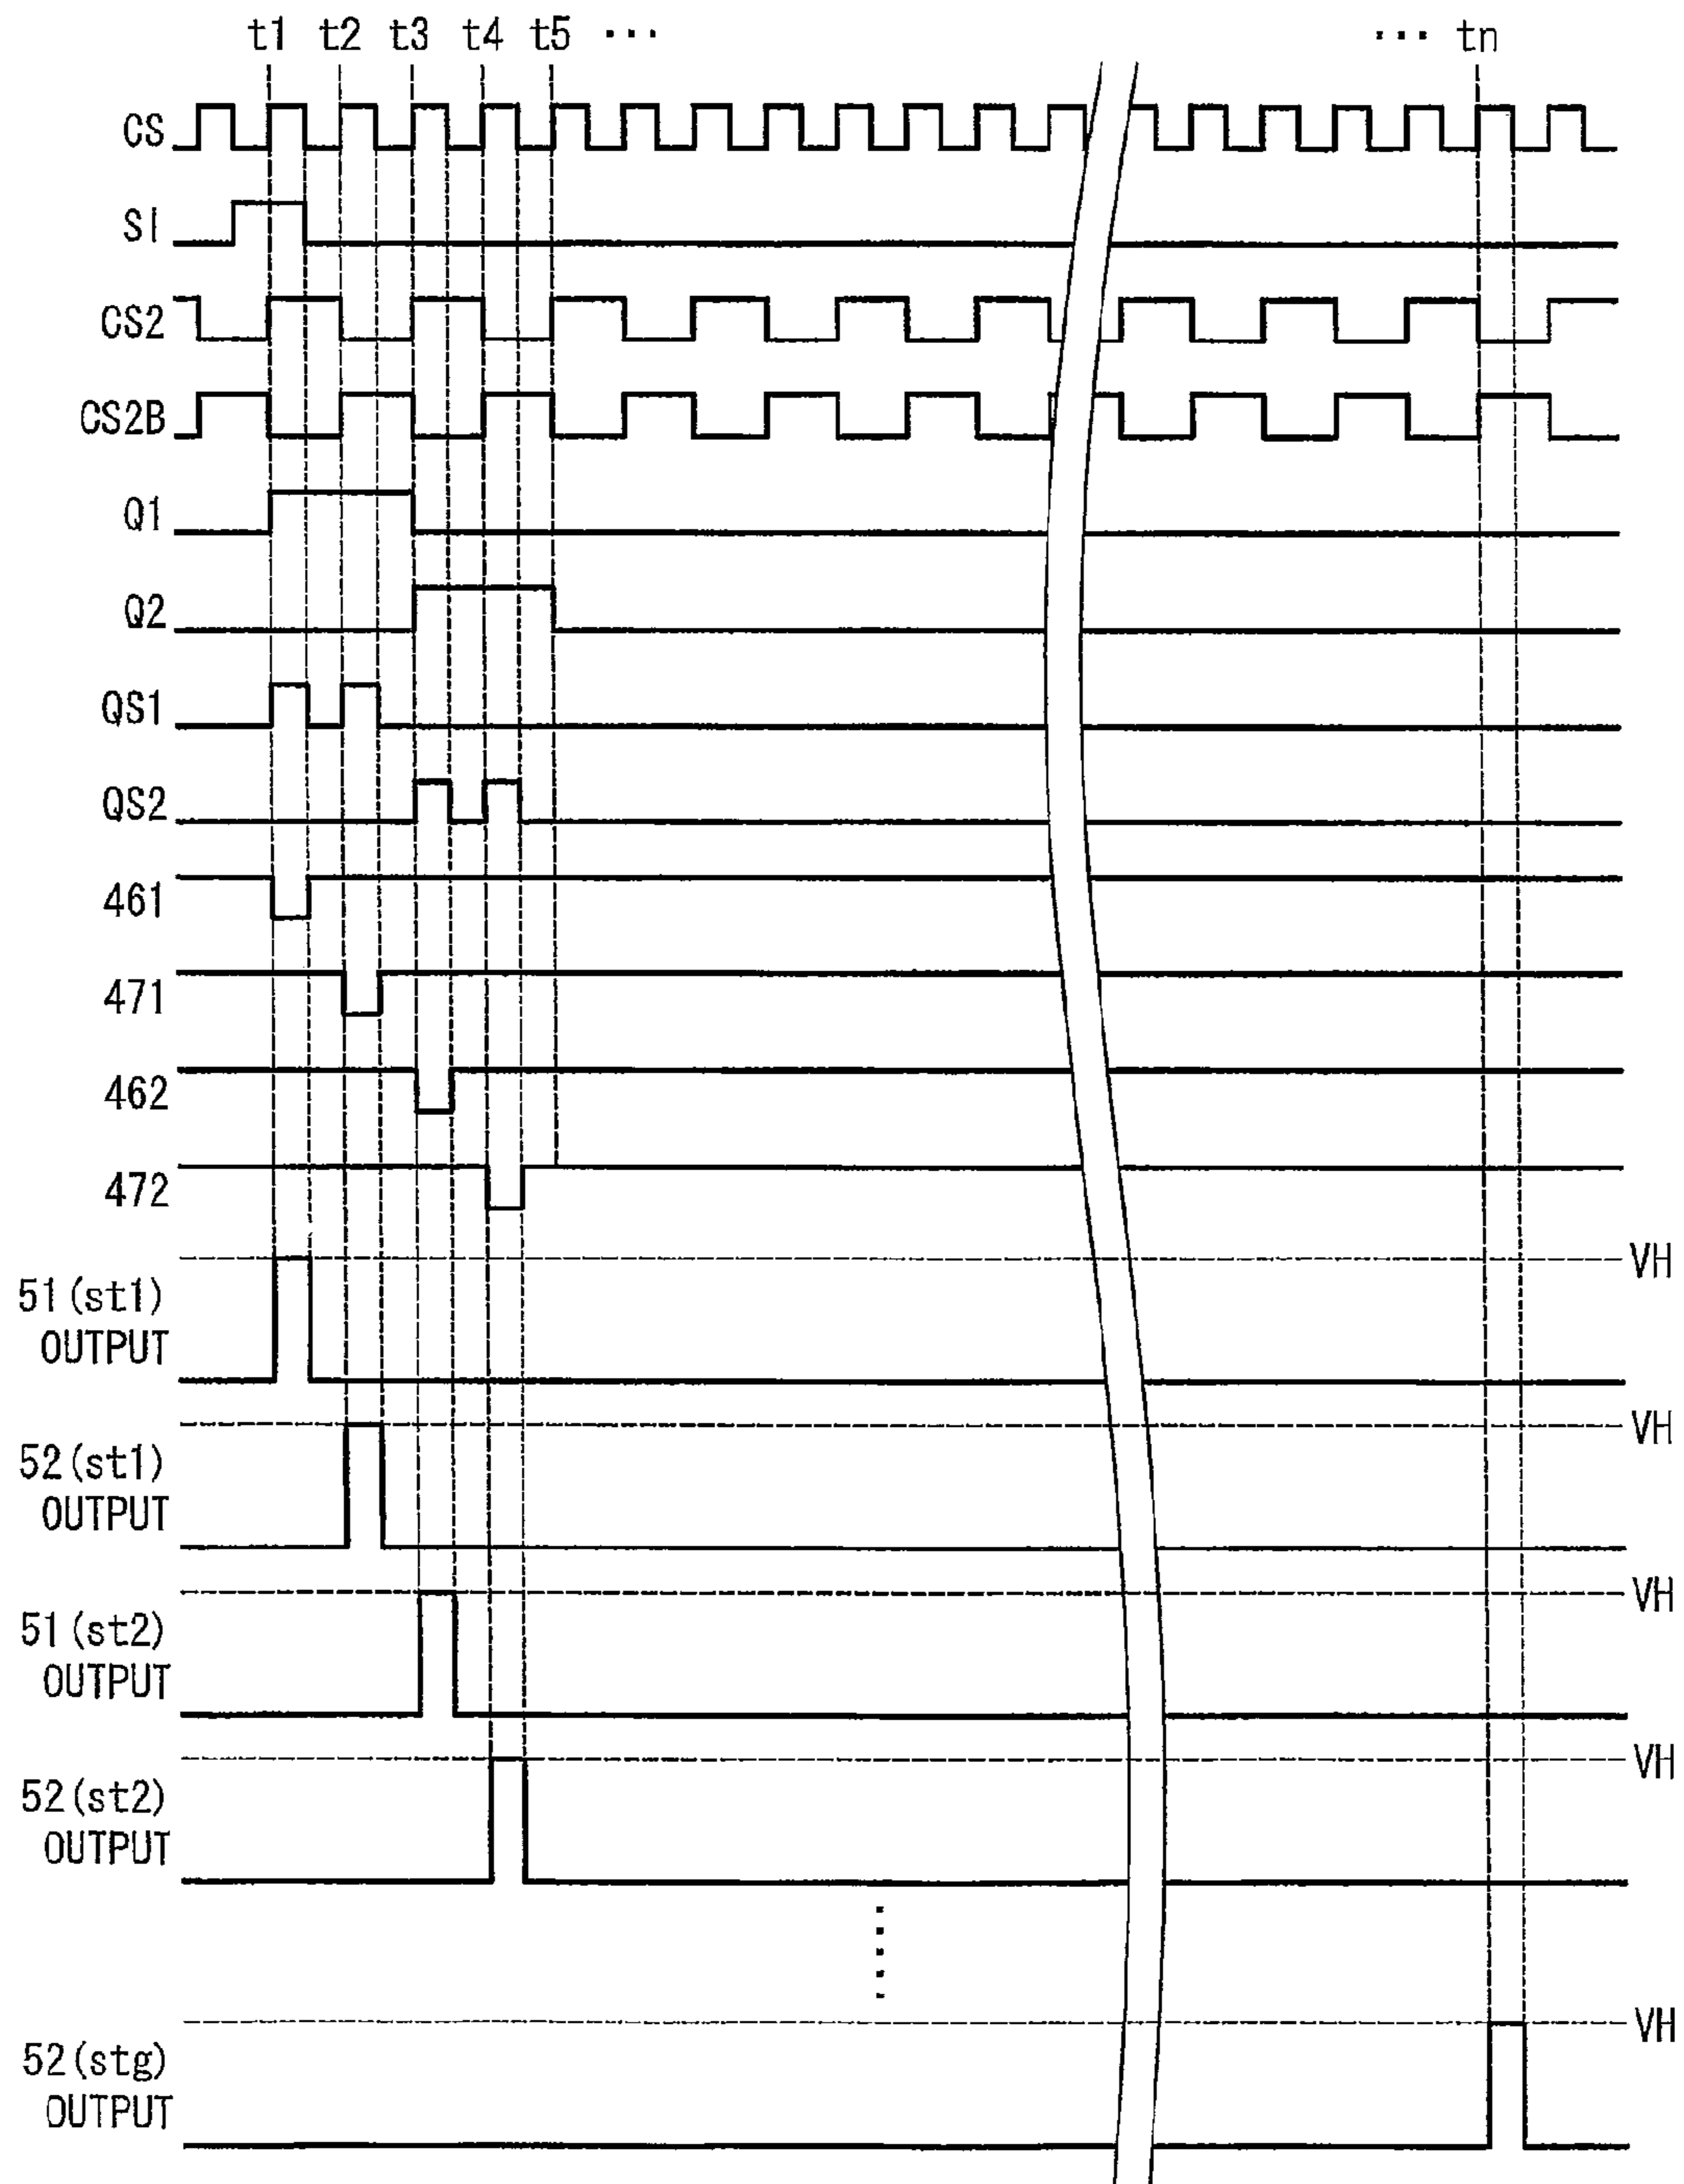 t1 t2 t3 t4 t5 ... ... tn
CS
SI
CS2
CS2B
Q1
Q2
QS1
QS2
461
471
462
472
VH
51(st1)
OUTPUT
VH
52(st1)
OUTPUT
VH
51(st2)
OUTPUT
VH
52(st2)
OUTPUT
VH
52(stg)
OUTPUT